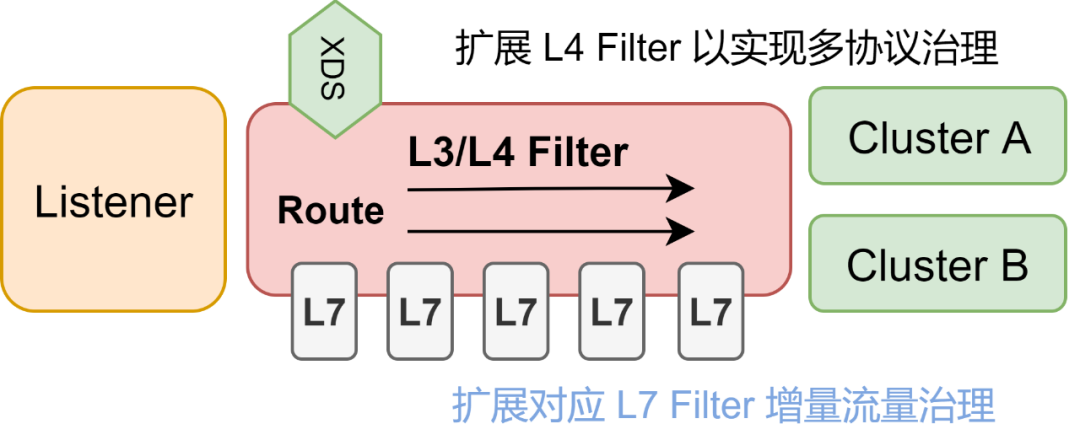 XDS
扩展 L4 Filter 以实现多协议治理
Listener
L3/L4 Filter
Route
Cluster A
Cluster B
L7 L7 L7 L7 L7
扩展对应 L7 Filter 增量流量治理